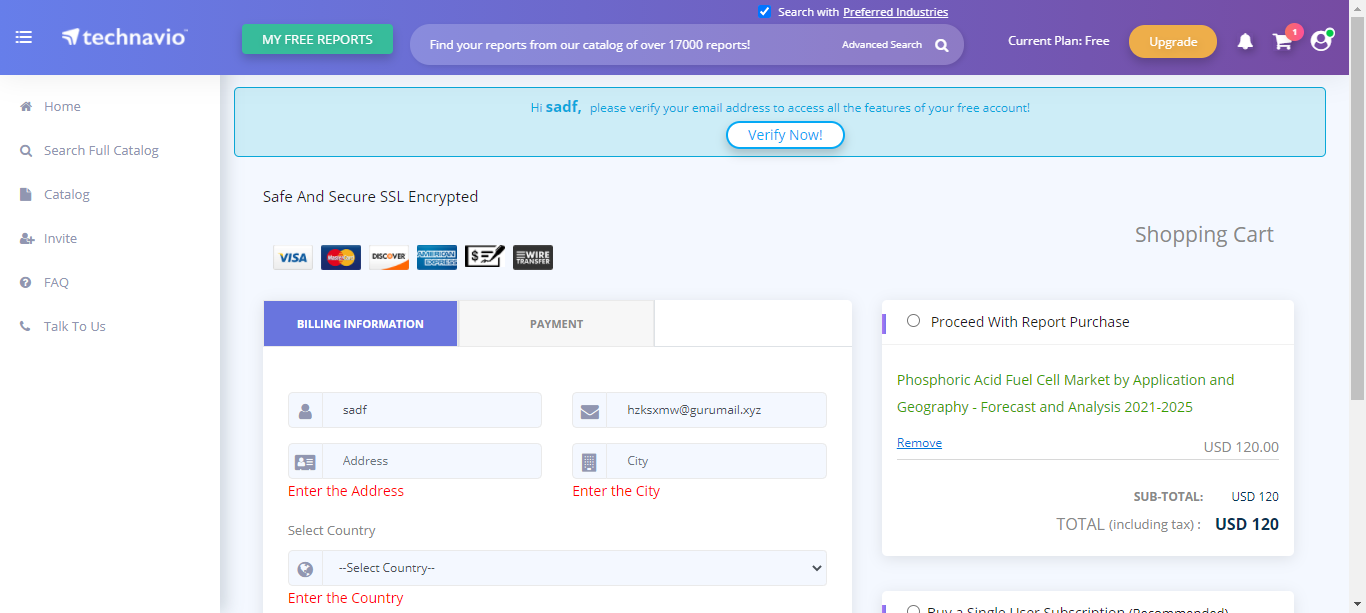 Search with Preferred Industries
technavio
MY FREE REPORTS
Find your reports from our catalog of over 17000 reports!
Advanced Search
Current Plan: Free
Upgrade
1
Home
Search Full Catalog
Catalog
Invite
FAQ
Talk To Us
Hi sadf, please verify your email address to access all the features of your free account!
Verify Now!
Safe And Secure SSL Encrypted
VISA
MasterCard
DISCOVER
AMERICAN EXPRESS
$
WIRE TRANSFER
Shopping Cart
BILLING INFORMATION
PAYMENT
sadf
hzksxmw@gurumail.xyz
Address
City
Enter the Address
Enter the City
Select Country
--Select Country--
Enter the Country
Proceed With Report Purchase
Phosphoric Acid Fuel Cell Market by Application and
Geography - Forecast and Analysis 2021-2025
Remove
USD 120.00
SUB-TOTAL: USD 120
TOTAL (including tax) : USD 120
Buy a Single User Subscription (Recommended)